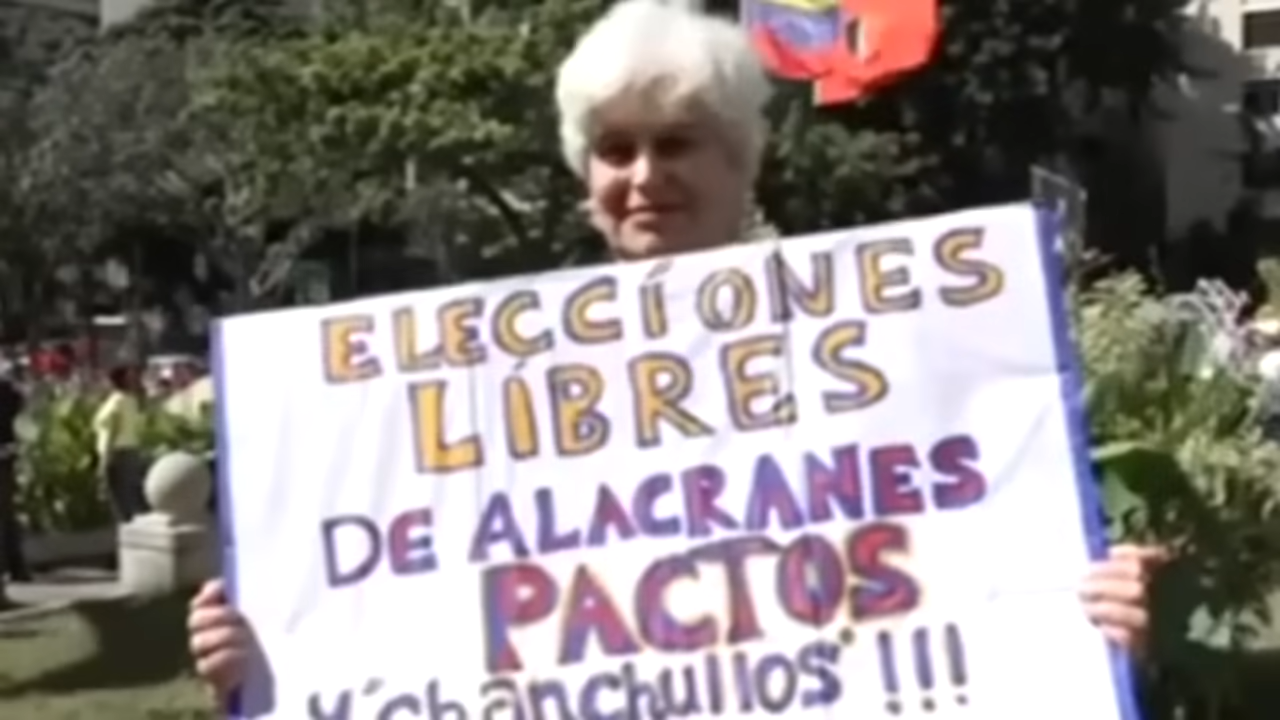 ELECCÍONES
LÍBRES
DE ALACRANES
PACTOS
Y "chanchullos" !!!